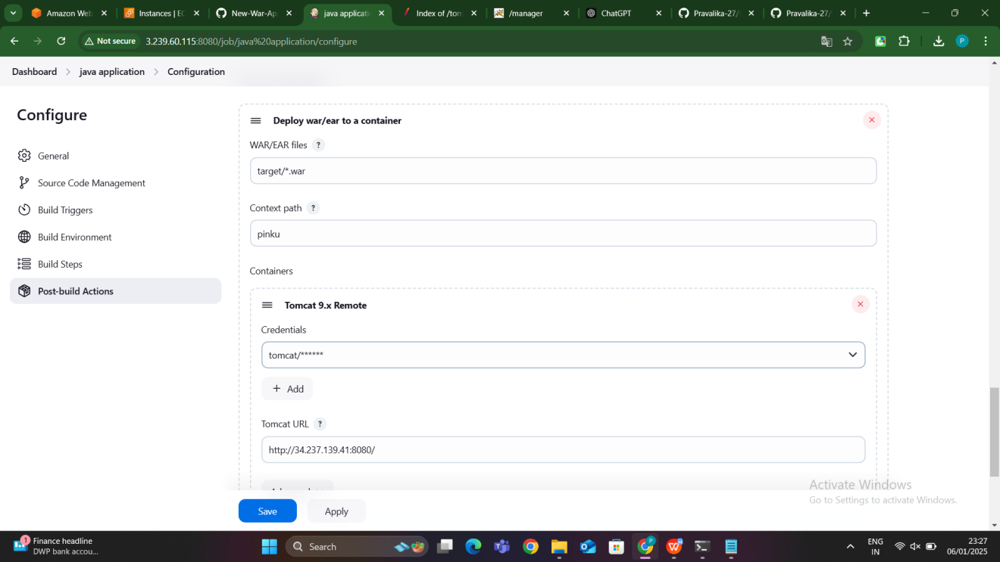 Amazon Web
Instances | EC
New-War-Ap
java applicatio
Index of /tom
/manager
ChatGPT
Pravalika-27/
Pravalika-27/
Not secure
3.239.60.115:8080/job/java%20application/configure
P
Dashboard > java application > Configuration
Configure
General
Source Code Management
Build Triggers
Build Environment
Build Steps
Post-build Actions
Deploy war/ear to a container
WAR/EAR files ?
target/*.war
Context path ?
pinku
Containers
Tomcat 9.x Remote
Credentials
tomcat/******
+ Add
Tomcat URL ?
http://34.237.139.41:8080/
Save
Apply
Activate Windows
Go to Settings to activate Windows.
1
Finance headline
DWP bank accou...
Search
P
ENG
IN
23:27
06/01/2025